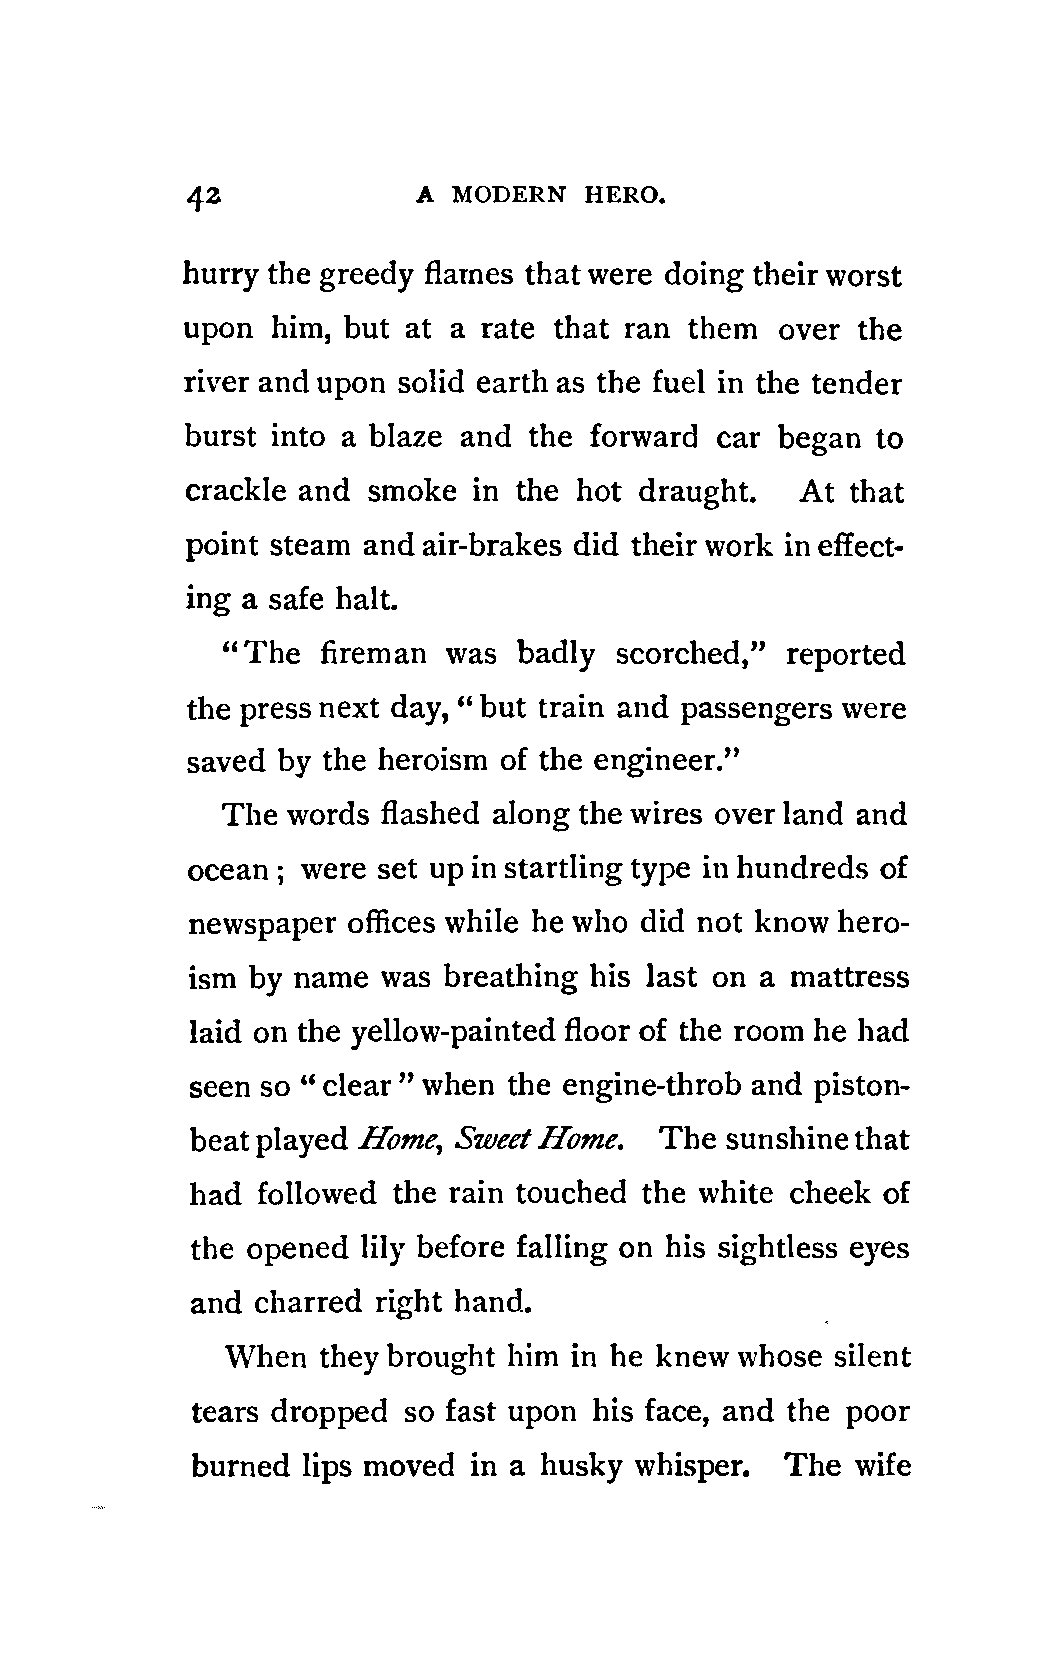 42 A MODERN HERO.
hurry the greedy flames that were doing their worst
upon him, but at a rate that ran them over the
river and upon solid earth as the fuel in the tender
burst into a blaze and the forward car began to
crackle and smoke in the hot draught. At that
point steam and air-brakes did their work in effect-
ing a safe halt.
"The fireman was badly scorched," reported
the press next day, "but train and passengers were
saved by the heroism of the engineer."
The words flashed along the wires over land and
ocean; were set up in startling type in hundreds of
newspaper offices while he who did not know hero-
ism by name was breathing his last on a mattress
laid on the yellow-painted floor of the room he had
seen so "clear" when the engine-throb and piston-
beat played Home, Sweet Home. The sunshine that
had followed the rain touched the white cheek of
the opened lily before falling on his sightless eyes
and charred right hand.
When they brought him in he knew whose silent
tears dropped so fast upon his face, and the poor
burned lips moved in a husky whisper. The wife